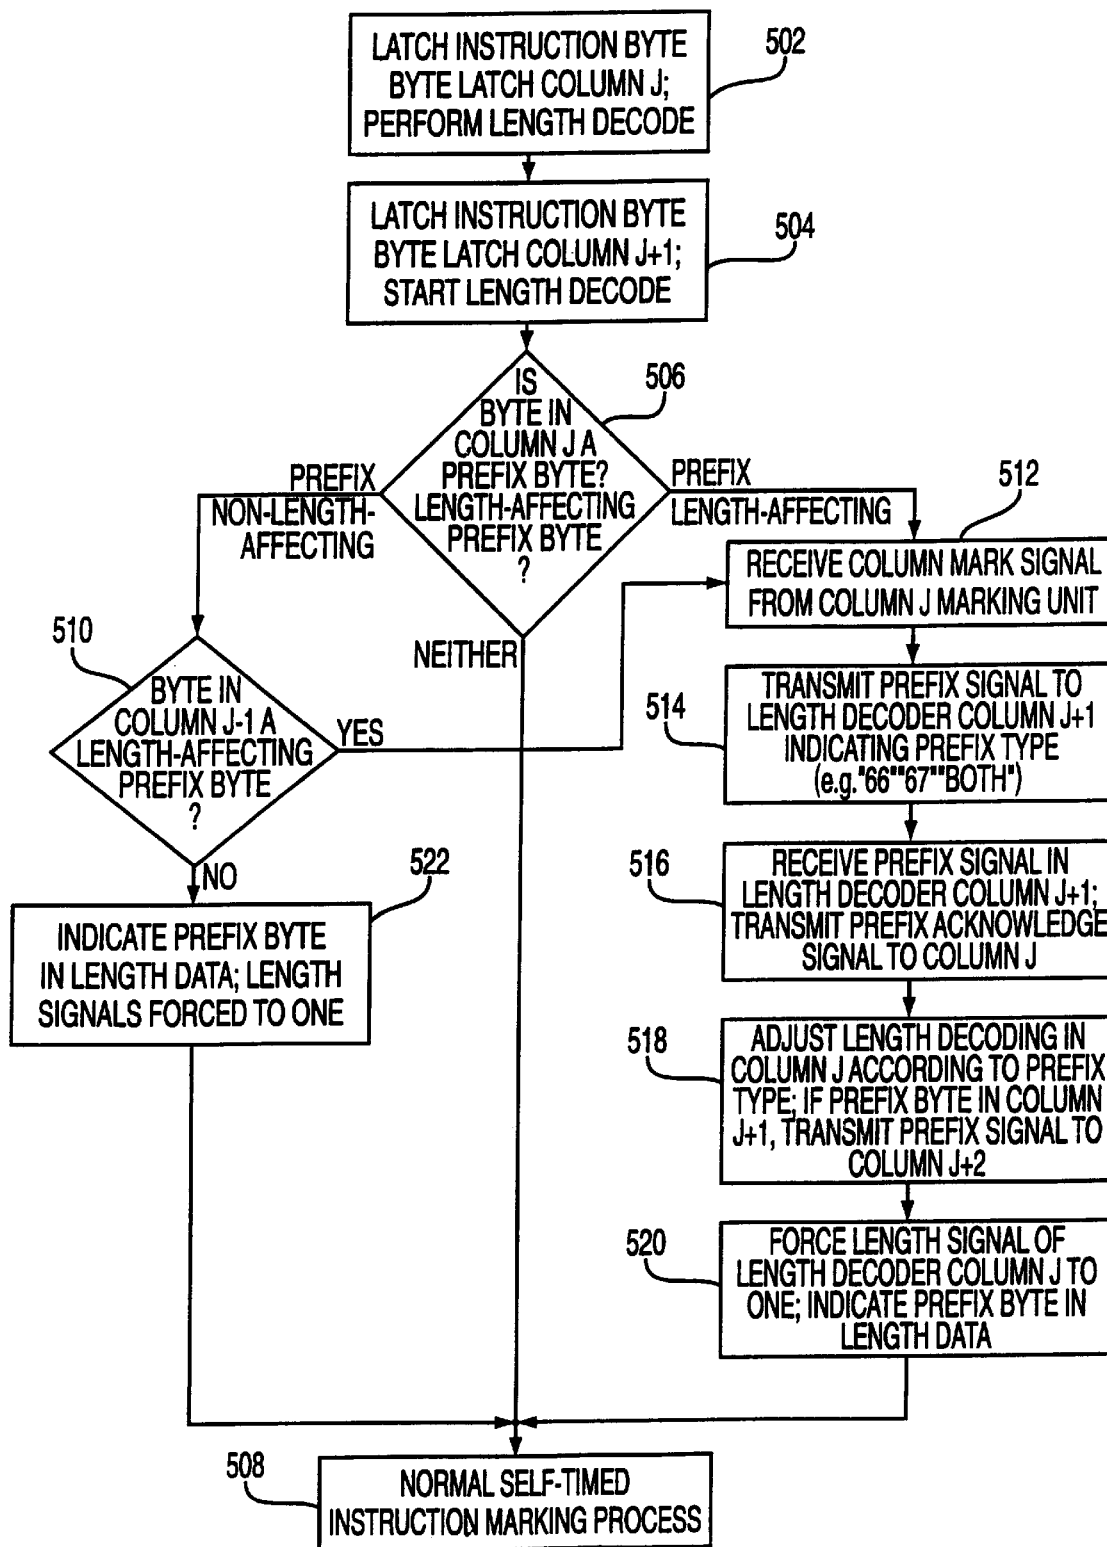 LATCH INSTRUCTION BYTE
BYTE LATCH COLUMN J;
PERFORM LENGTH DECODE
502
LATCH INSTRUCTION BYTE
BYTE LATCH COLUMN J+1;
START LENGTH DECODE
504
IS
BYTE IN
COLUMN J A
PREFIX BYTE?
LENGTH-AFFECTING
PREFIX BYTE
?
506
PREFIX
NON-LENGTH-
AFFECTING
PREFIX
LENGTH-AFFECTING
NEITHER
512
RECEIVE COLUMN MARK SIGNAL
FROM COLUMN J MARKING UNIT
510
BYTE IN
COLUMN J-1 A
LENGTH-AFFECTING
PREFIX BYTE
?
YES
NO
514
TRANSMIT PREFIX SIGNAL TO
LENGTH DECODER COLUMN J+1
INDICATING PREFIX TYPE
(e.g."66""67""BOTH")
522
INDICATE PREFIX BYTE
IN LENGTH DATA; LENGTH
SIGNALS FORCED TO ONE
516
RECEIVE PREFIX SIGNAL IN
LENGTH DECODER COLUMN J+1;
TRANSMIT PREFIX ACKNOWLEDGE
SIGNAL TO COLUMN J
518
ADJUST LENGTH DECODING IN
COLUMN J ACCORDING TO PREFIX
TYPE; IF PREFIX BYTE IN COLUMN
J+1, TRANSMIT PREFIX SIGNAL TO
COLUMN J+2
520
FORCE LENGTH SIGNAL OF
LENGTH DECODER COLUMN J TO
ONE; INDICATE PREFIX BYTE IN
LENGTH DATA
508
NORMAL SELF-TIMED
INSTRUCTION MARKING PROCESS